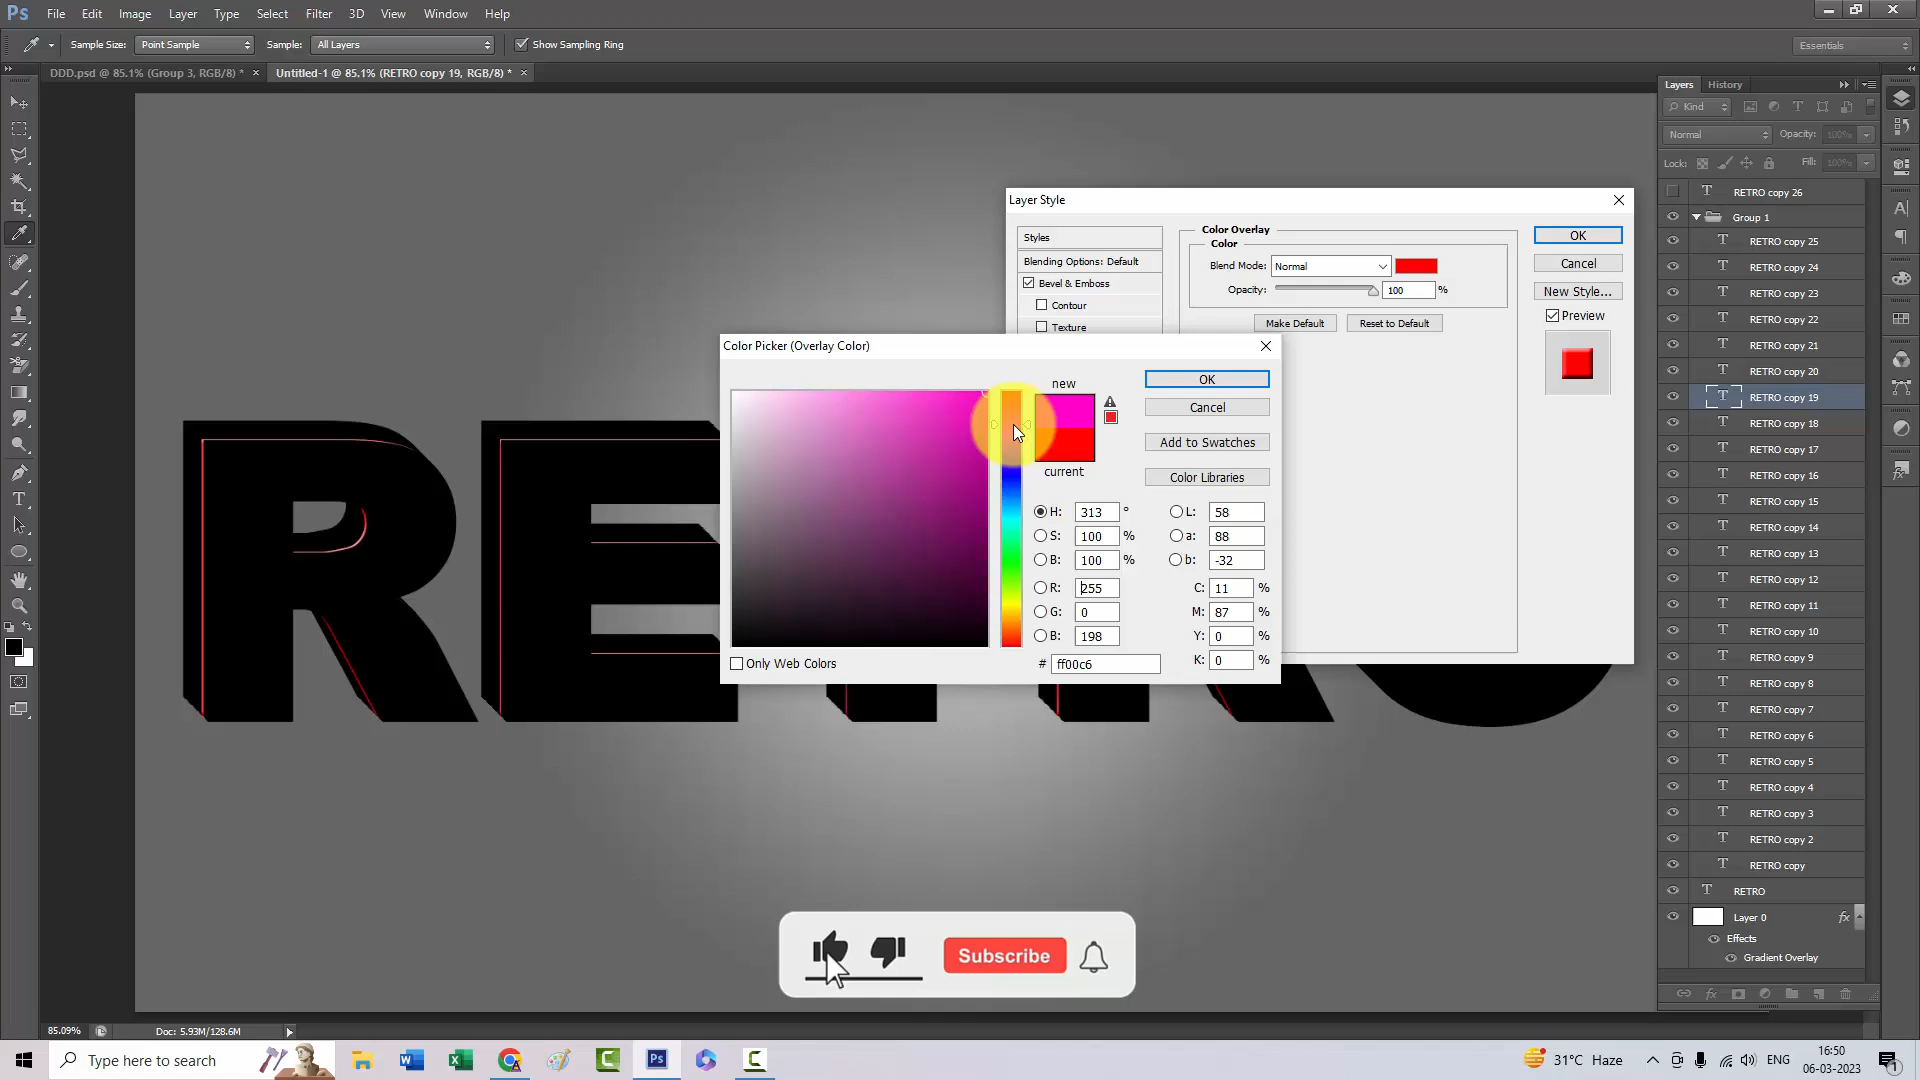 Ps File Edit Image Layer Type Select Filter 3D View Window Help
Sample Size: Point Sample Sample: All Layers Show Sampling Ring Essentials
DDD.psd @ 85.1% (Group 3, RGB/8) * × Untitled-1 @ 85.1% (RETRO copy 19, RGB/8) * ×
Layers History
Kind
Normal Opacity: 100%
Lock: Fill: 100%
RETRO copy 26
Group 1
RETRO copy 25
RETRO copy 24
RETRO copy 23
RETRO copy 22
RETRO copy 21
RETRO copy 20
RETRO copy 19
RETRO copy 18
RETRO copy 17
RETRO copy 16
RETRO copy 15
RETRO copy 14
RETRO copy 13
RETRO copy 12
RETRO copy 11
RETRO copy 10
RETRO copy 9
RETRO copy 8
RETRO copy 7
RETRO copy 6
RETRO copy 5
RETRO copy 4
RETRO copy 3
RETRO copy 2
RETRO copy
RETRO
Layer 0 fx
Effects
Gradient Overlay
Layer Style
Styles
Blending Options: Default
Bevel & Emboss
Contour
Texture
Color Overlay
Color
Blend Mode: Normal
Opacity: 100 %
Make Default Reset to Default
OK
Cancel
New Style...
Preview
Color Picker (Overlay Color)
new
current
OK
Cancel
Add to Swatches
Color Libraries
H: 313 ° L: 58
S: 100 % a: 88
B: 100 % b: -32
R: 255 C: 11 %
G: 0 M: 87 %
B: 198 Y: 0 %
# ff00c6 K: 0 %
Only Web Colors
RETRO
Subscribe
85.09% Doc: 5.93M/128.6M
Type here to search
31°C Haze ENG 16:50
06-03-2023